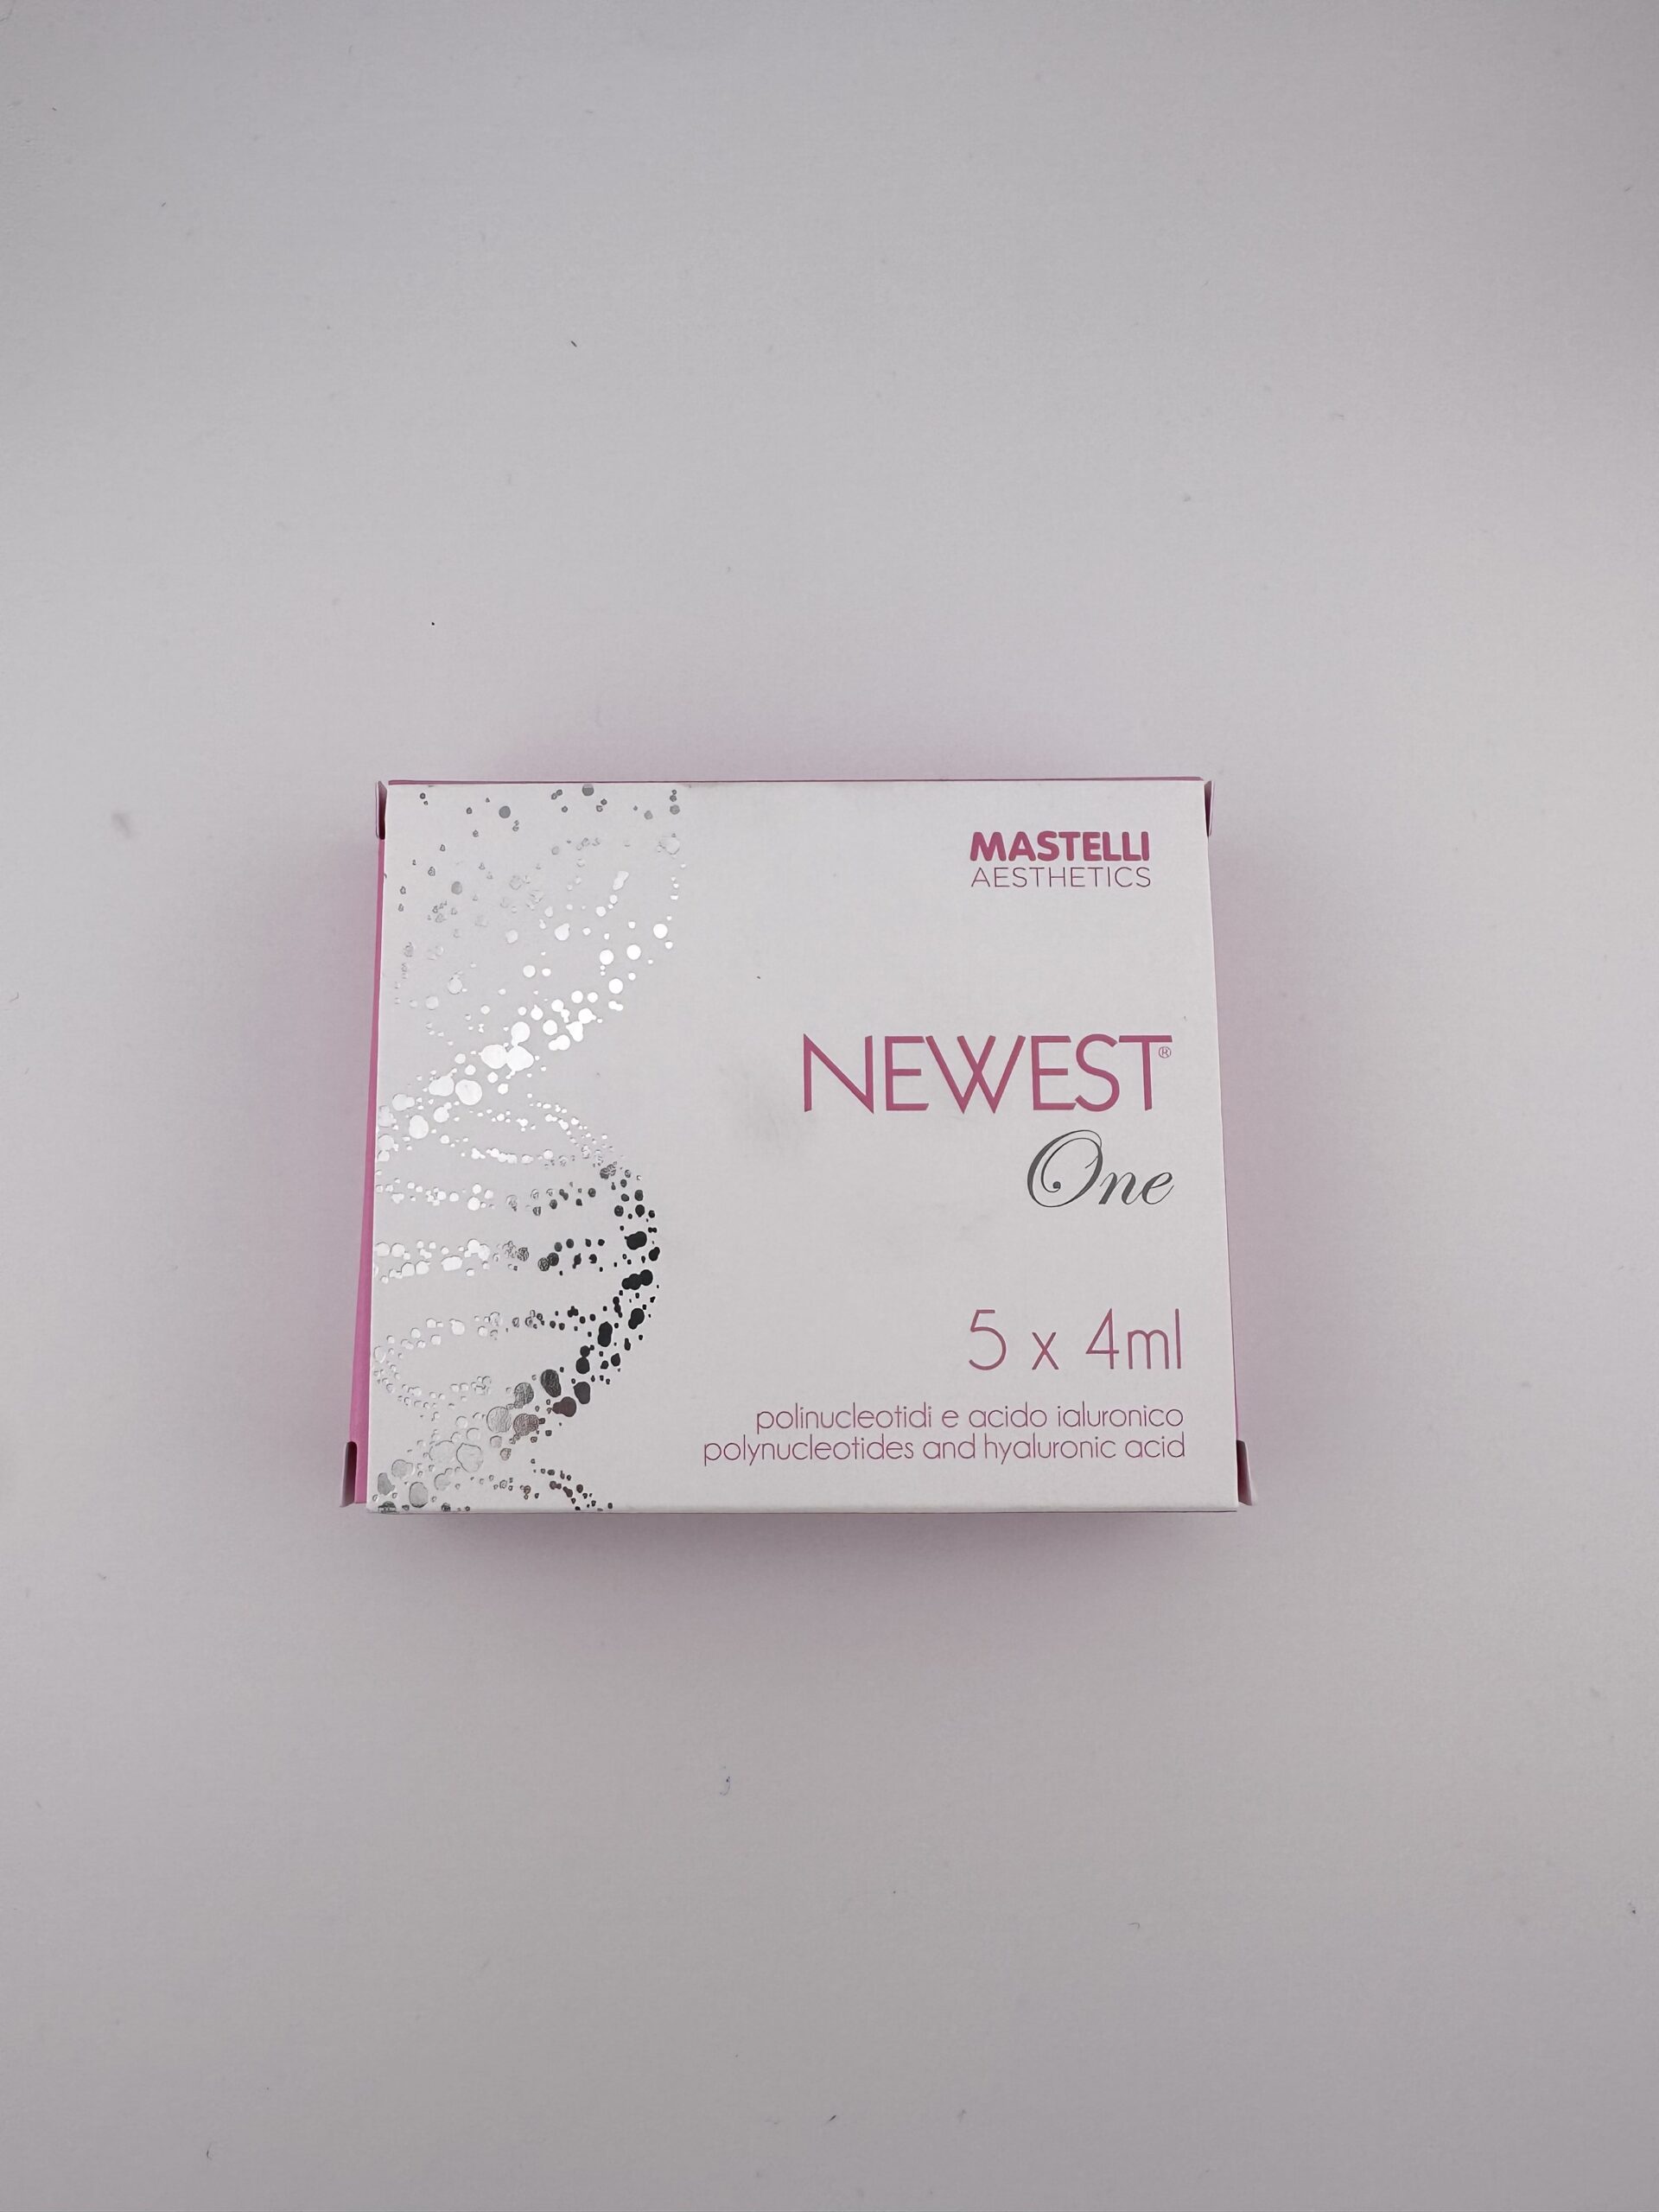 MASTELLI
AESTHETICS
NEWEST®
One
5 x 4ml
polinucleotidi e acido ialuronico
polynucleotides and hyaluronic acid